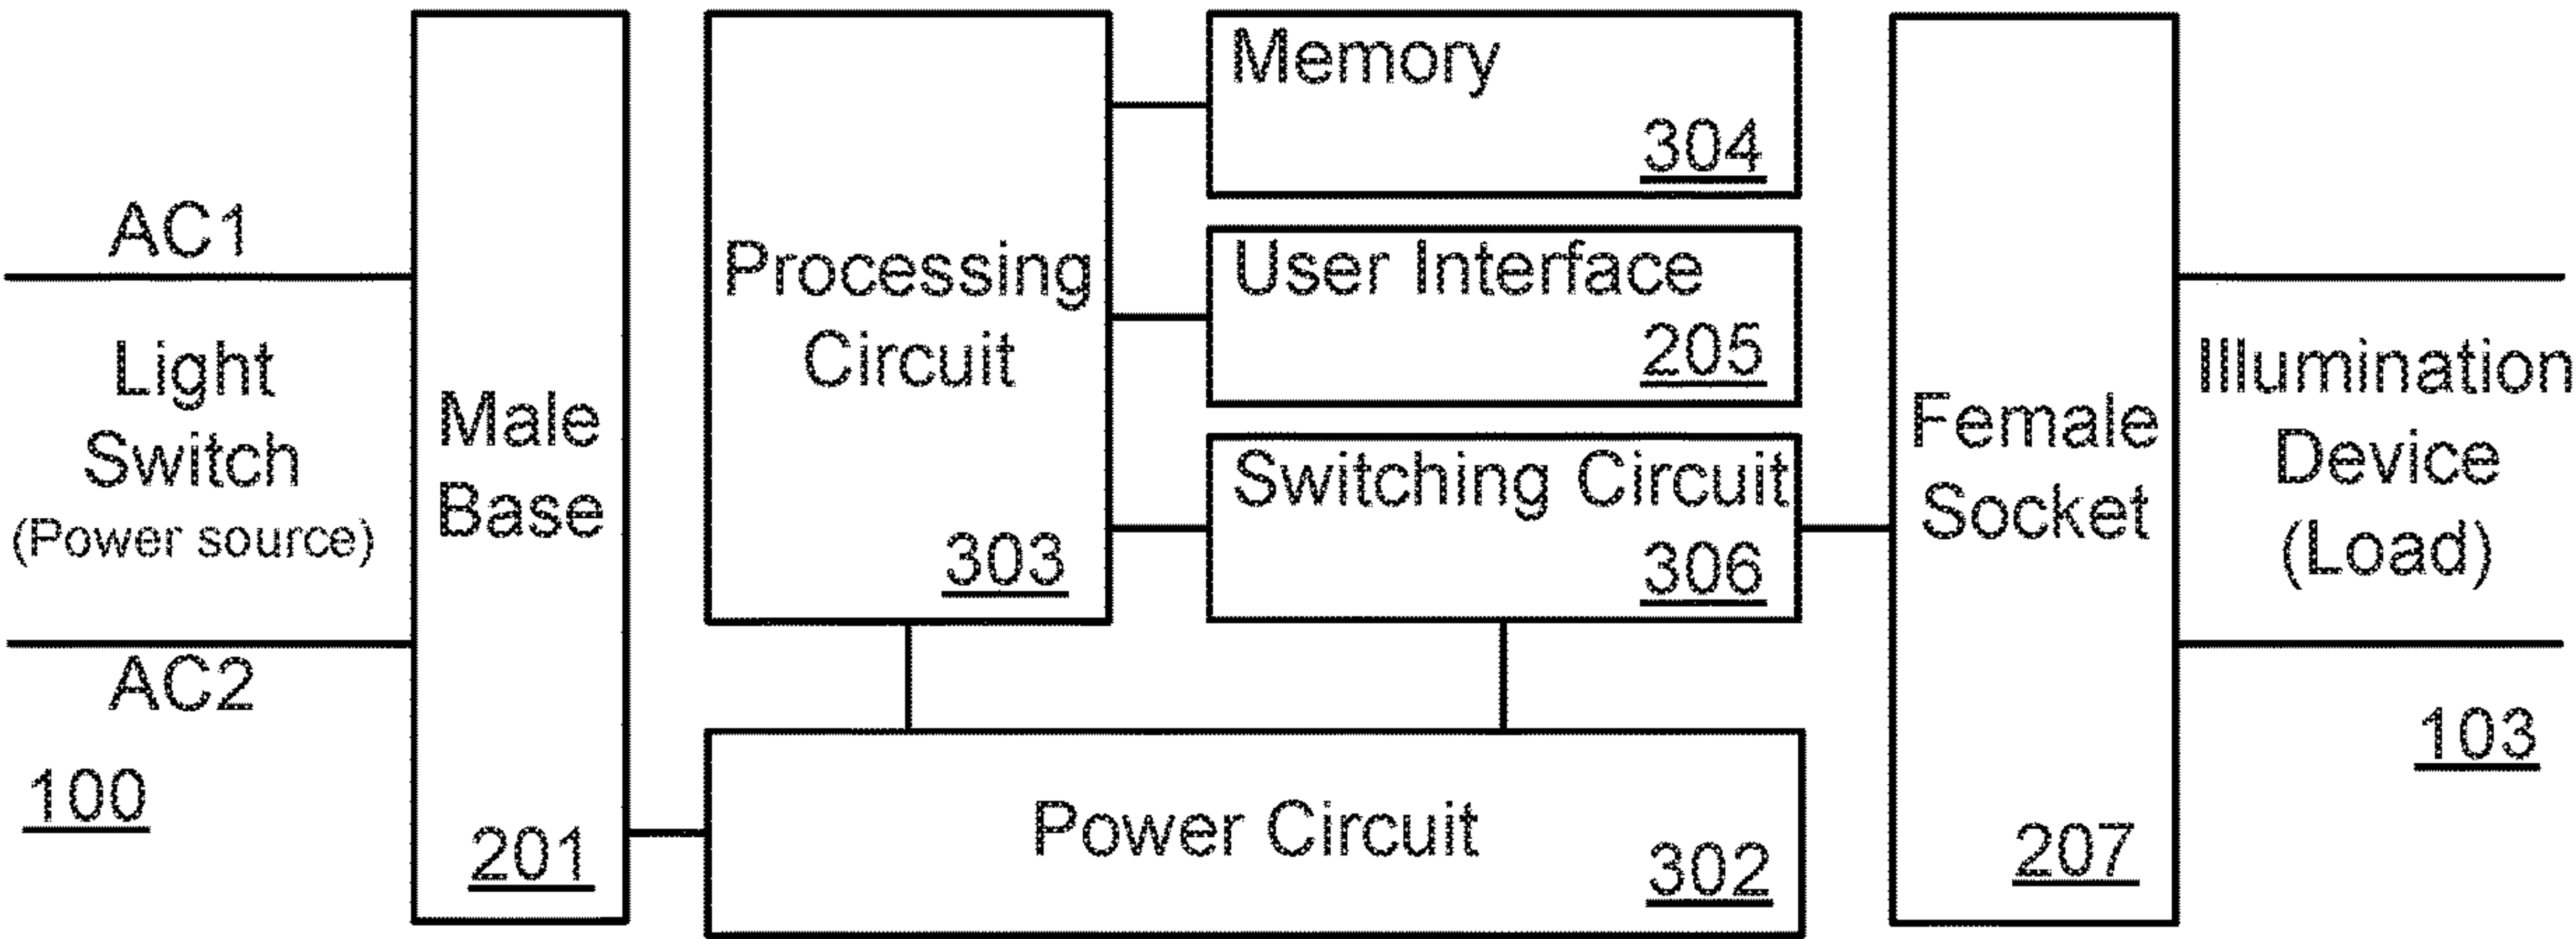 AC1
Light
Switch
(Power source)
AC2
100
Male
Base
201
Processing
Circuit
303
Memory
304
User Interface
205
Switching Circuit
306
Power Circuit
302
Female
Socket
207
Illumination
Device
(Load)
103